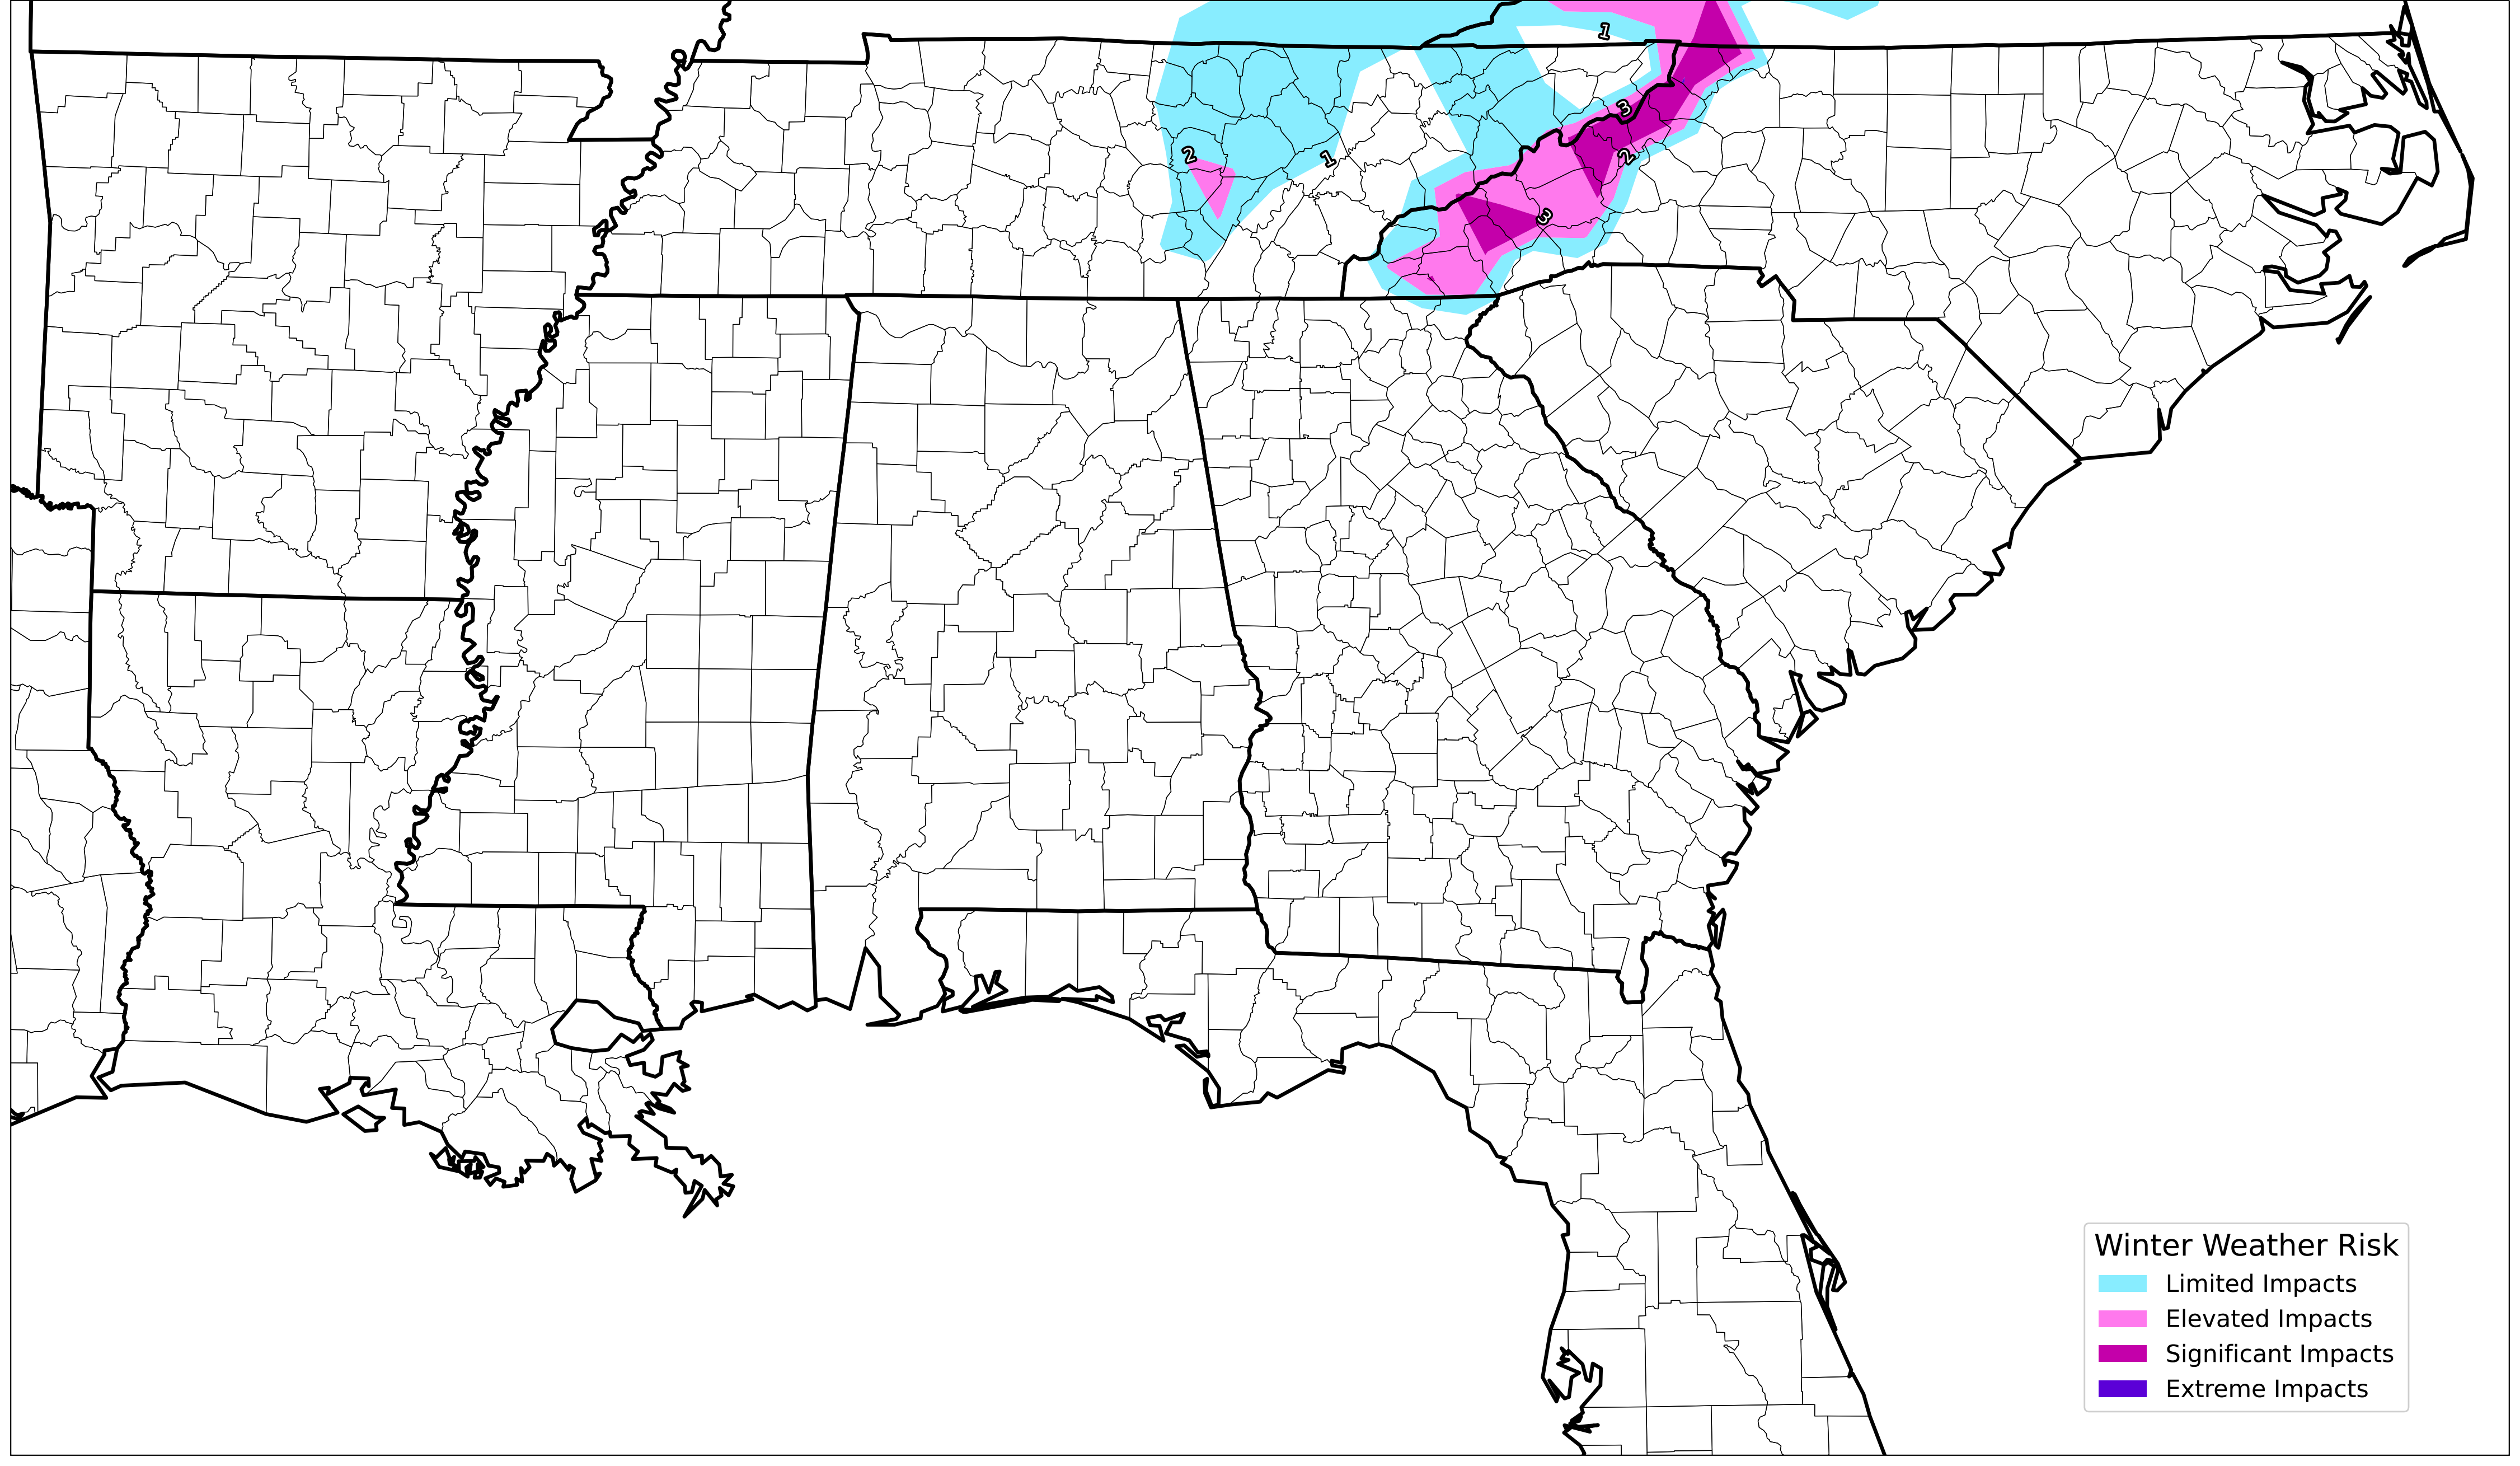 1
3
2
2
1
3
Winter Weather Risk
Limited Impacts
Elevated Impacts
Significant Impacts
Extreme Impacts